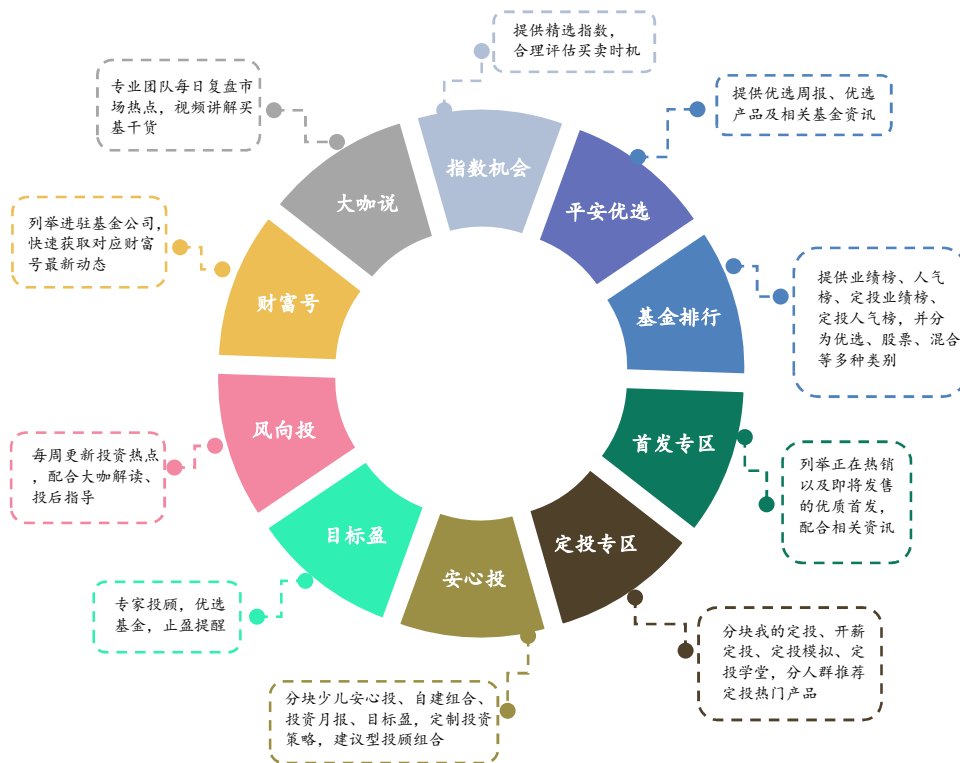 提供精选指数，
合理评估买卖时机
指数机会
提供优选周报、优选
产品及相关基金资讯
平安优选
提供业绩榜、人气
榜、定投业绩榜、
定投人气榜，并分
为优选、股票、混合
等多种类别
基金排行
列举正在热销
以及即将发售
的优质首发，
配合相关资讯
首发专区
分块我的定投、开薪
定投、定投模拟、定
投学堂，分人群推荐
定投热门产品
定投专区
分块少儿安心投、自建组合、
投资月报、目标盈，定制投资
策略，建议型投顾组合
安心投
专家投顾，优选
基金，止盈提醒
目标盈
每周更新投资热点
，配合大咖解读、
投后指导
风向投
列举进驻基金公司，
快速获取对应财富
号最新动态
财富号
专业团队每日复盘市
场热点、视频讲解买
基干货
大咖说